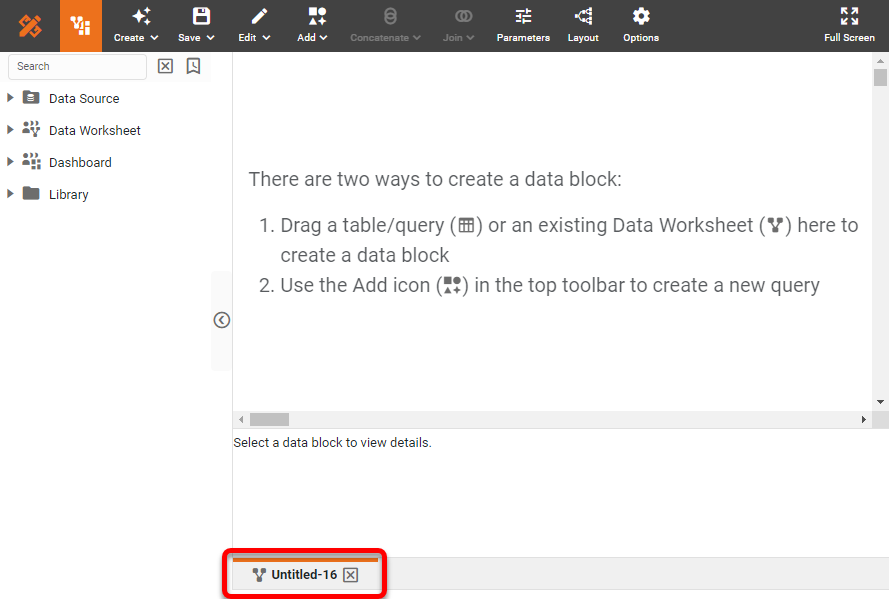 Create
Save
Edit
Add
Concatenate
Join
Parameters
Layout
Options
Full Screen
Search
Data Source
Data Worksheet
Dashboard
Library
There are two ways to create a data block:
1. Drag a table/query ( ) or an existing Data Worksheet ( ) here to
create a data block
2. Use the Add icon ( ) in the top toolbar to create a new query
Select a data block to view details.
Untitled-16